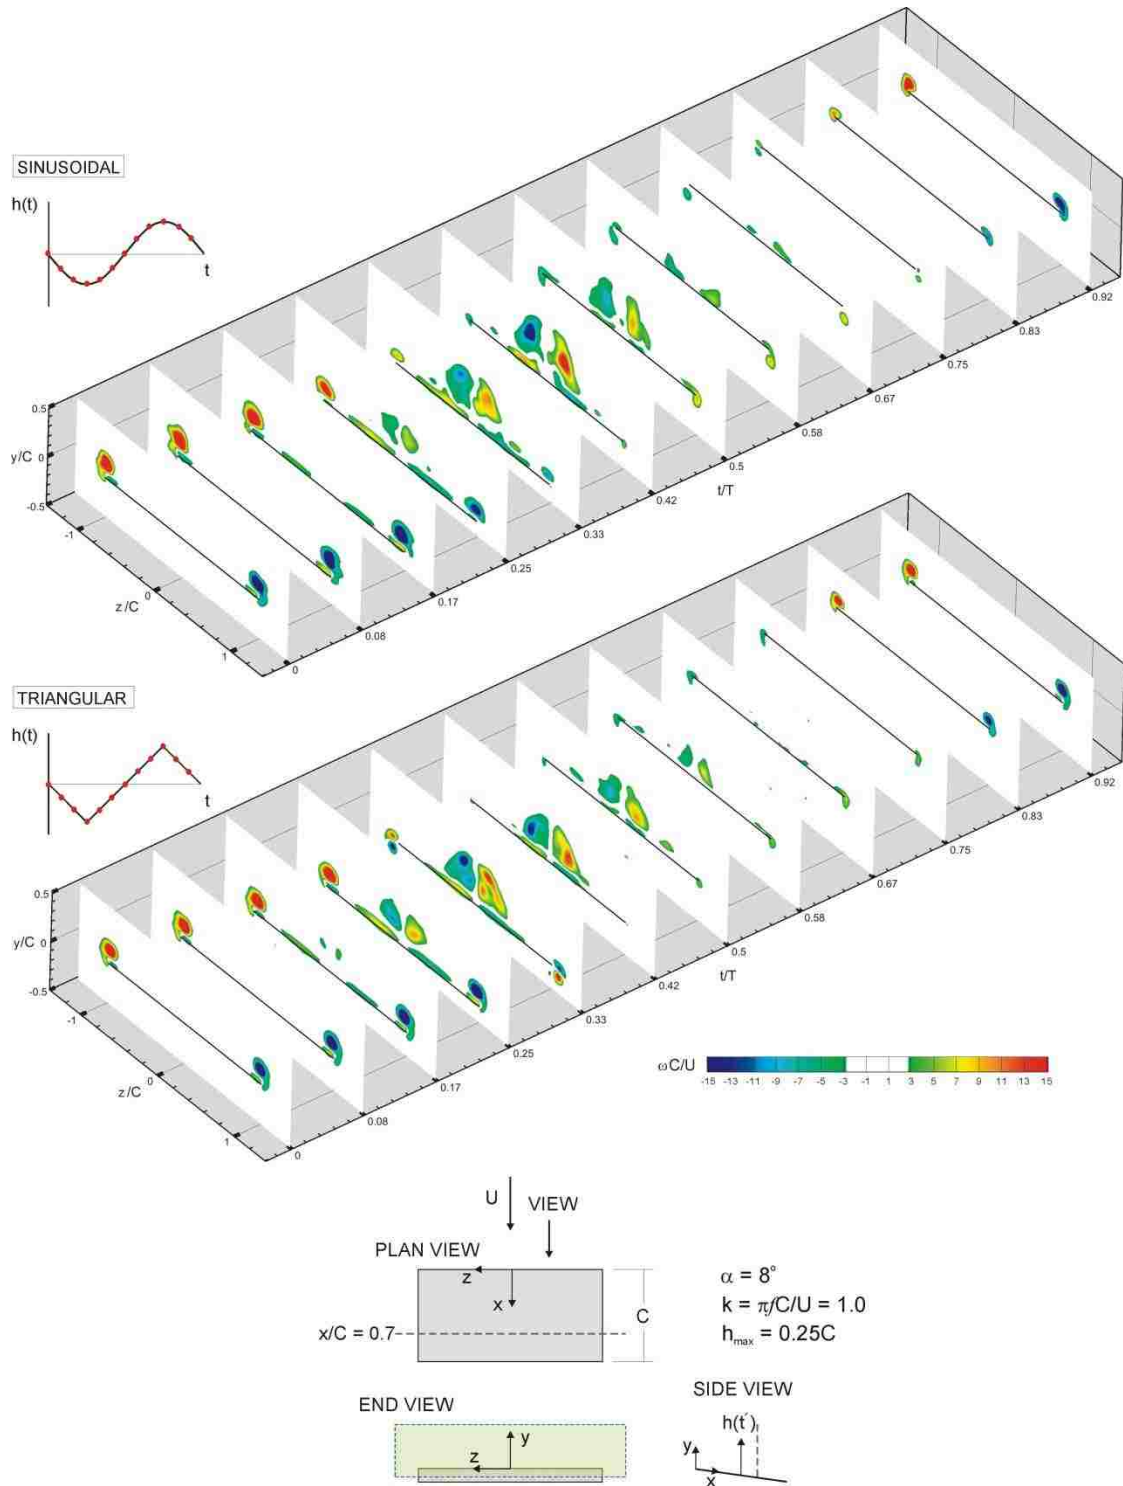 SINUSOIDAL
h(t)
t
0.5
y/C 0
-0.5
-1
0
z/C
1
0
0.08
0.17
0.25
0.33
0.42
0.5
t/T
0.58
0.67
0.75
0.83
0.92
TRIANGULAR
h(t)
t
0.5
y/C 0
-0.5
-1
0
z/C
1
0
0.08
0.17
0.25
0.33
0.42
0.5
t/T
0.58
0.67
0.75
0.83
0.92
ωC/U
-15 -13 -11 -9 -7 -5 -3 -1 1 3 5 7 9 11 13 15
U
VIEW
PLAN VIEW
z
x
C
x/C = 0.7
α = 8°
k = πfC/U = 1.0
hmax = 0.25C
END VIEW
y
z
SIDE VIEW
h(t′)
y
x